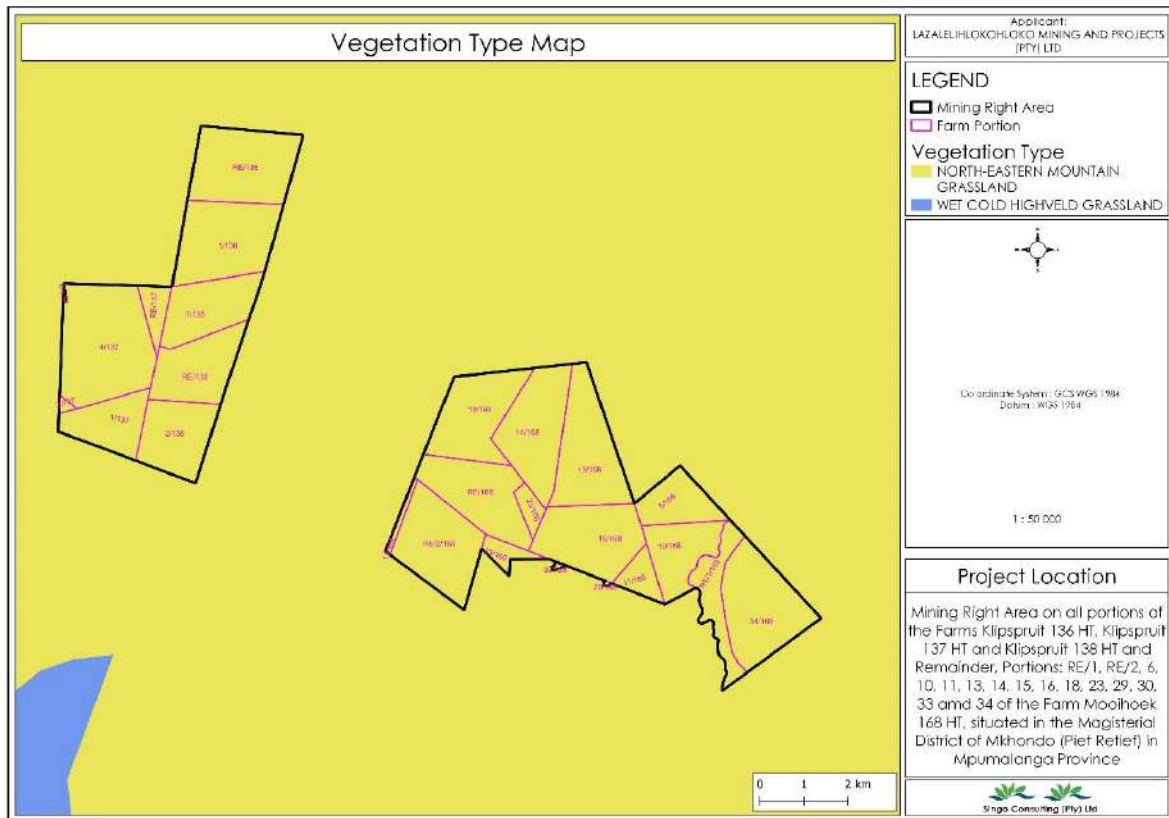 Vegetation Type Map
Applicant:
LAZALELIHLOKOHLOKO MINING AND PROJECTS
(PTY) LTD
LEGEND
Mining Right Area
Farm Portion
Vegetation Type
NORTH-EASTERN MOUNTAIN
GRASSLAND
WET COLD HIGHVELD GRASSLAND
Co ordinate System : GCS WGS 1984
Datum : WGS 1984
1 : 50 000
Project Location
Mining Right Area on all portions of
the Farms Klipspruit 136 HT, Klipspruit
137 HT and Klipspruit 138 HT and
Remainder, Portions: RE/1, RE/2, 6,
10, 11, 13, 14, 15, 16, 18, 23, 29, 30,
33 amd 34 of the Farm Mooihoek
168 HT, situated in the Magisterial
District of Mkhondo (Piet Retief) in
Mpumalanga Province
Singo Consulting (Pty) Ltd
1/136
4/137
RE/137
RE/138
1/137
2/138
14/168
RE/168
RE/2/168
16/168
11/168
10/168
34/168
0 1 2 km